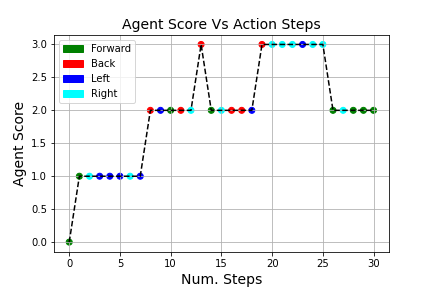 Agent Score Vs Action Steps
3.0
2.5
2.0
1.5
1.0
0.5
0.0
Agent Score
Forward
Back
Left
Right
0 5 10 15 20 25 30
Num. Steps